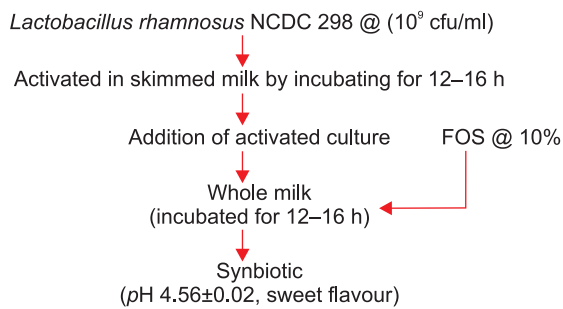 Lactobacillus rhamnosus NCDC 298 @ (10⁹ cfu/ml)
Activated in skimmed milk by incubating for 12–16 h
Addition of activated culture
FOS @ 10%
Whole milk
(incubated for 12–16 h)
Synbiotic
(pH 4.56±0.02, sweet flavour)